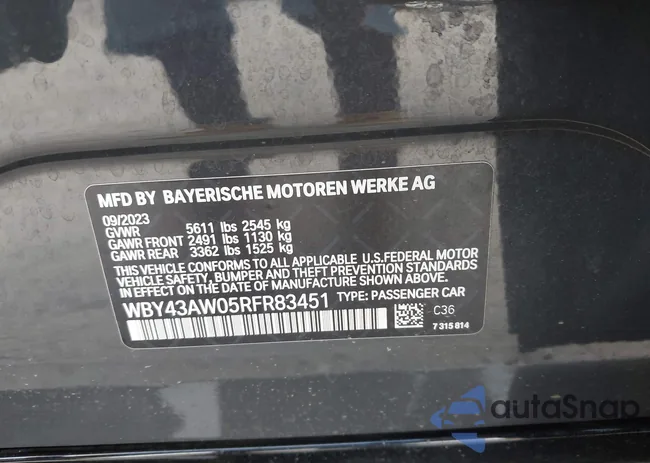 MFD BY BAYERISCHE MOTOREN WERKE AG
09/2023
GVWR 5611 lbs 2545 kg
GAWR FRONT 2491 lbs 1130 kg
GAWR REAR 3362 lbs 1525 kg
THIS VEHICLE CONFORMS TO ALL APPLICABLE U.S.FEDERAL MOTOR
VEHICLE SAFETY, BUMPER AND THEFT PREVENTION STANDARDS
IN EFFECT ON THE DATE OF MANUFACTURE SHOWN ABOVE.
WBY43AW05RFR83451 TYPE: PASSENGER CAR
C36
7 315 814
autoSnap